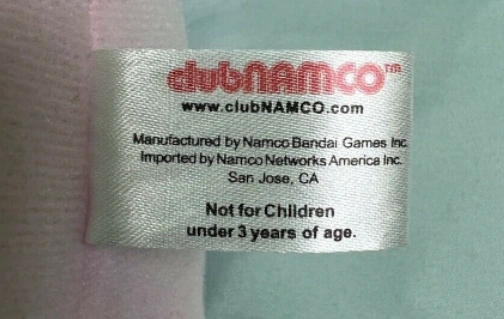 clubNAMCO™
www.clubNAMCO.com
Manufactured by Namco Bandai Games Inc.
Imported by Namco Networks America Inc.
San Jose, CA
Not for Children
under 3 years of age.